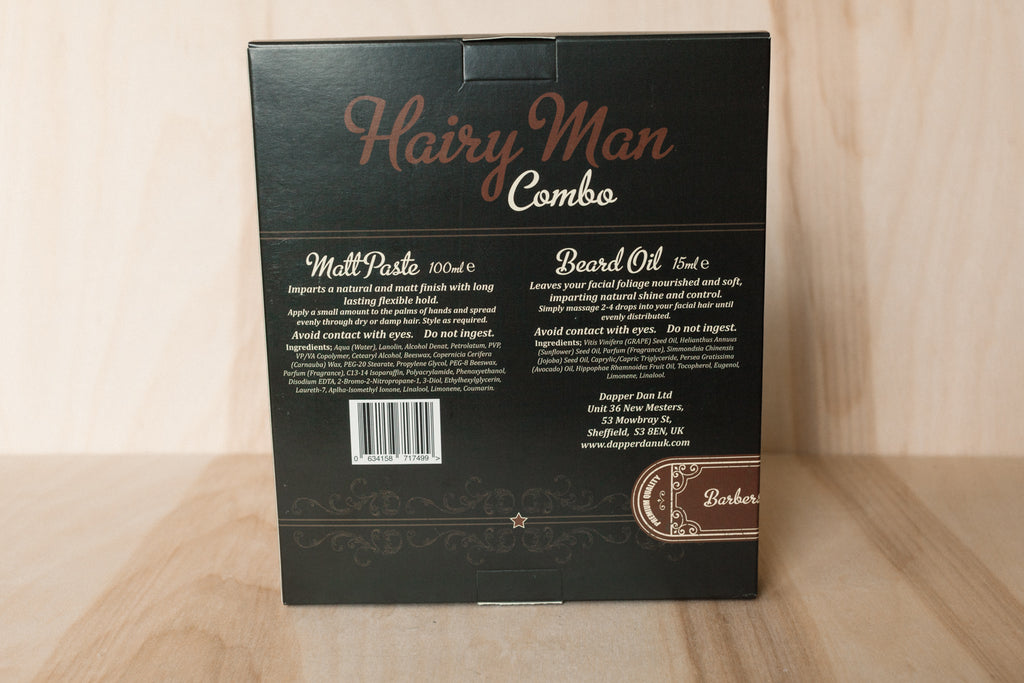 Hairy Man
Combo
Matt Paste 100ml e
Imparts a natural and matt finish with long
lasting flexible hold.
Apply a small amount to the palms of hands and spread
evenly through dry or damp hair. Style as required.
Avoid contact with eyes. Do not ingest.
Ingredients; Aqua (Water), Lanolin, Alcohol Denat, Petrolatum, PVP,
VP/VA Copolymer, Cetearyl Alcohol, Beeswax, Copernicia Cerifera
(Carnauba) Wax, PEG-20 Stearate, Propylene Glycol, PEG-8 Beeswax,
Parfum (Fragrance), C13-14 Isoparaffin, Polyacrylamide, Phenoxyethanol,
Disodium EDTA, 2-Bromo-2-Nitropropane-1, 3-Diol, Ethylhexylglycerin,
Laureth-7, Aplha-Isomethyl Ionone, Linalool, Limonene, Coumarin.
0 634158 717499 >
Beard Oil 15ml e
Leaves your facial foliage nourished and soft,
imparting natural shine and control.
Simply massage 2-4 drops into your facial hair until
evenly distributed.
Avoid contact with eyes. Do not ingest.
Ingredients; Vitis Vinifera (GRAPE) Seed Oil, Helianthus Annuus
(Sunflower) Seed Oil, Parfum (Fragrance), Simmondsia Chinensis
(Jojoba) Seed Oil, Caprylic/Capric Triglyceride, Persea Gratissima
(Avocado) Oil, Hippophae Rhamnoides Fruit Oil, Tocopherol, Eugenol,
Limonene, Linalool.
Dapper Dan Ltd
Unit 36 New Mesters,
53 Mowbray St,
Sheffield, S3 8EN, UK
www.dapperdanuk.com
PREMIUM QUALITY
Barbers